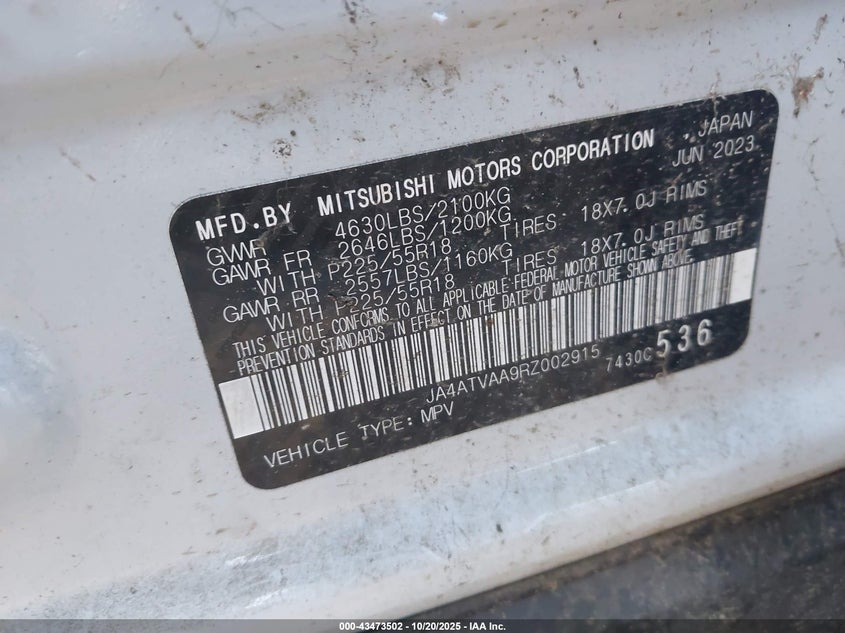 MFD.BY MITSUBISHI MOTORS CORPORATION JAPAN
JUN 2023
GVWR 4630LBS/2100KG
GAWR FR 2646LBS/1200KG
WITH P225/55R18 TIRES 18X7.0J RIMS
GAWR RR 2557LBS/1160KG
WITH P225/55R18 TIRES 18X7.0J RIMS
THIS VEHICLE CONFORMS TO ALL APPLICABLE FEDERAL MOTOR VEHICLE SAFETY AND THEFT
PREVENTION STANDARDS IN EFFECT ON THE DATE OF MANUFACTURE SHOWN ABOVE.
JA4ATVAA9RZ002915 7430C 536
VEHICLE TYPE: MPV
000-43473502 - 10/20/2025 - IAA Inc.